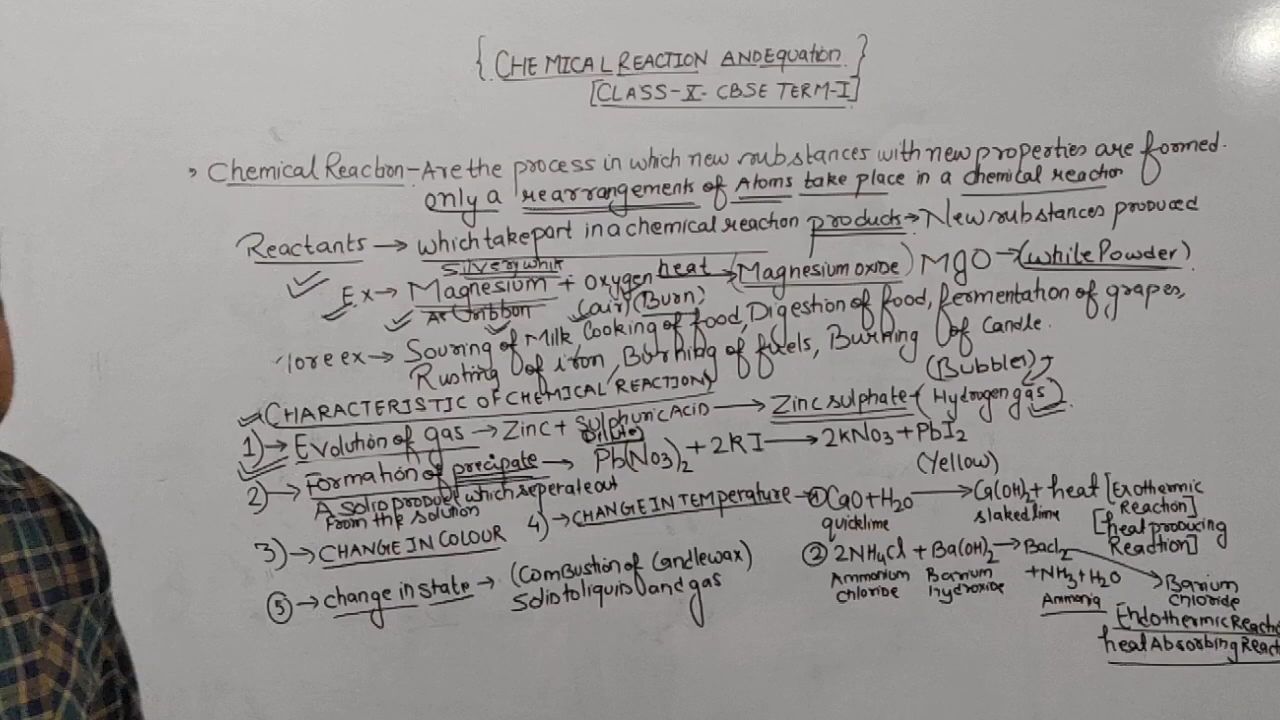 { CHEMICAL REACTION AND Equation }
[CLASS-X- CBSE TERM-I]
Chemical Reaction - Are the process in which new substances with new properties are formed.
only a rearrangements of Atoms take place in a chemical reaction
Reactants → which take part in a chemical reaction products → New substances produced
Silvery whit
Ex → Magnesium + oxygen heat → (Magnesium oxide) MgO - (white Powder)
As ribbon (air) (Burn)
More ex → Souring of Milk, Cooking of food, Digestion of food, fermentation of grapes,
Rusting of iron, Burning of fuels, Burning of Candle.
(Bubbles)
CHARACTERISTIC OF CHEMICAL REACTION
1) → Evolution of gas → Zinc + Sulphuric ACID → Zinc sulphate + (Hydrogen gas)
Dilute
2) → Formation of precipate → Pb(NO3)2 + 2KI → 2KNO3 + PbI2
(Yellow)
A solid product which seperate out
From the solution
3) → CHANGE IN COLOUR
4) → CHANGE IN TEMPERATURE → ① CaO + H2O → Ca(OH)2 + heat [Exothermic Reaction]
quicklime slaked lime [heat producing Reaction]
② 2NH4Cl + Ba(OH)2 → BaCl2 → Barium chloride
+ NH3 + H2O
Ammonium chloride Barium hydroxide Ammonia
Endothermic Reacti
heat Absorbing React
⑤ → change in state → (Combustion of Candle wax)
Solid to liquid and gas